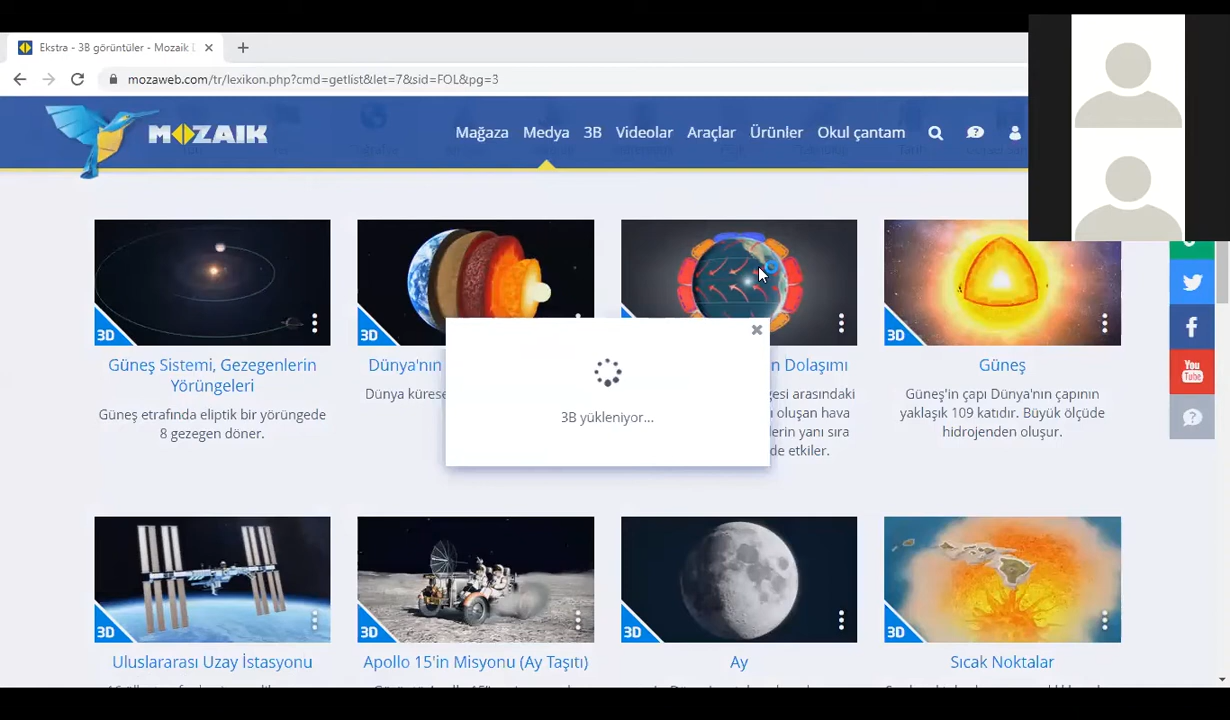 Ekstra - 3B görüntüler - Mozaik
mozaweb.com/tr/lexikon.php?cmd=getlist&let=7&sid=FOL&pg=3
MOZAIK
Mağaza Medya 3B Videolar Araçlar Ürünler Okul çantam
3D
3D
3D
Güneş Sistemi, Gezegenlerin
Yörüngeleri
Güneş etrafında eliptik bir yörüngede
8 gezegen döner.
Dünya'nın
Dünya küres
n Dolaşımı
gesi arasındaki
oluşan hava
lerin yanı sıra
de etkiler.
Güneş
Güneş'in çapı Dünya'nın çapının
yaklaşık 109 katıdır. Büyük ölçüde
hidrojenden oluşur.
3B yükleniyor...
You
Tube
3D
3D
3D
3D
Uluslararası Uzay İstasyonu
Apollo 15'in Misyonu (Ay Taşıtı)
Ay
Sıcak Noktalar